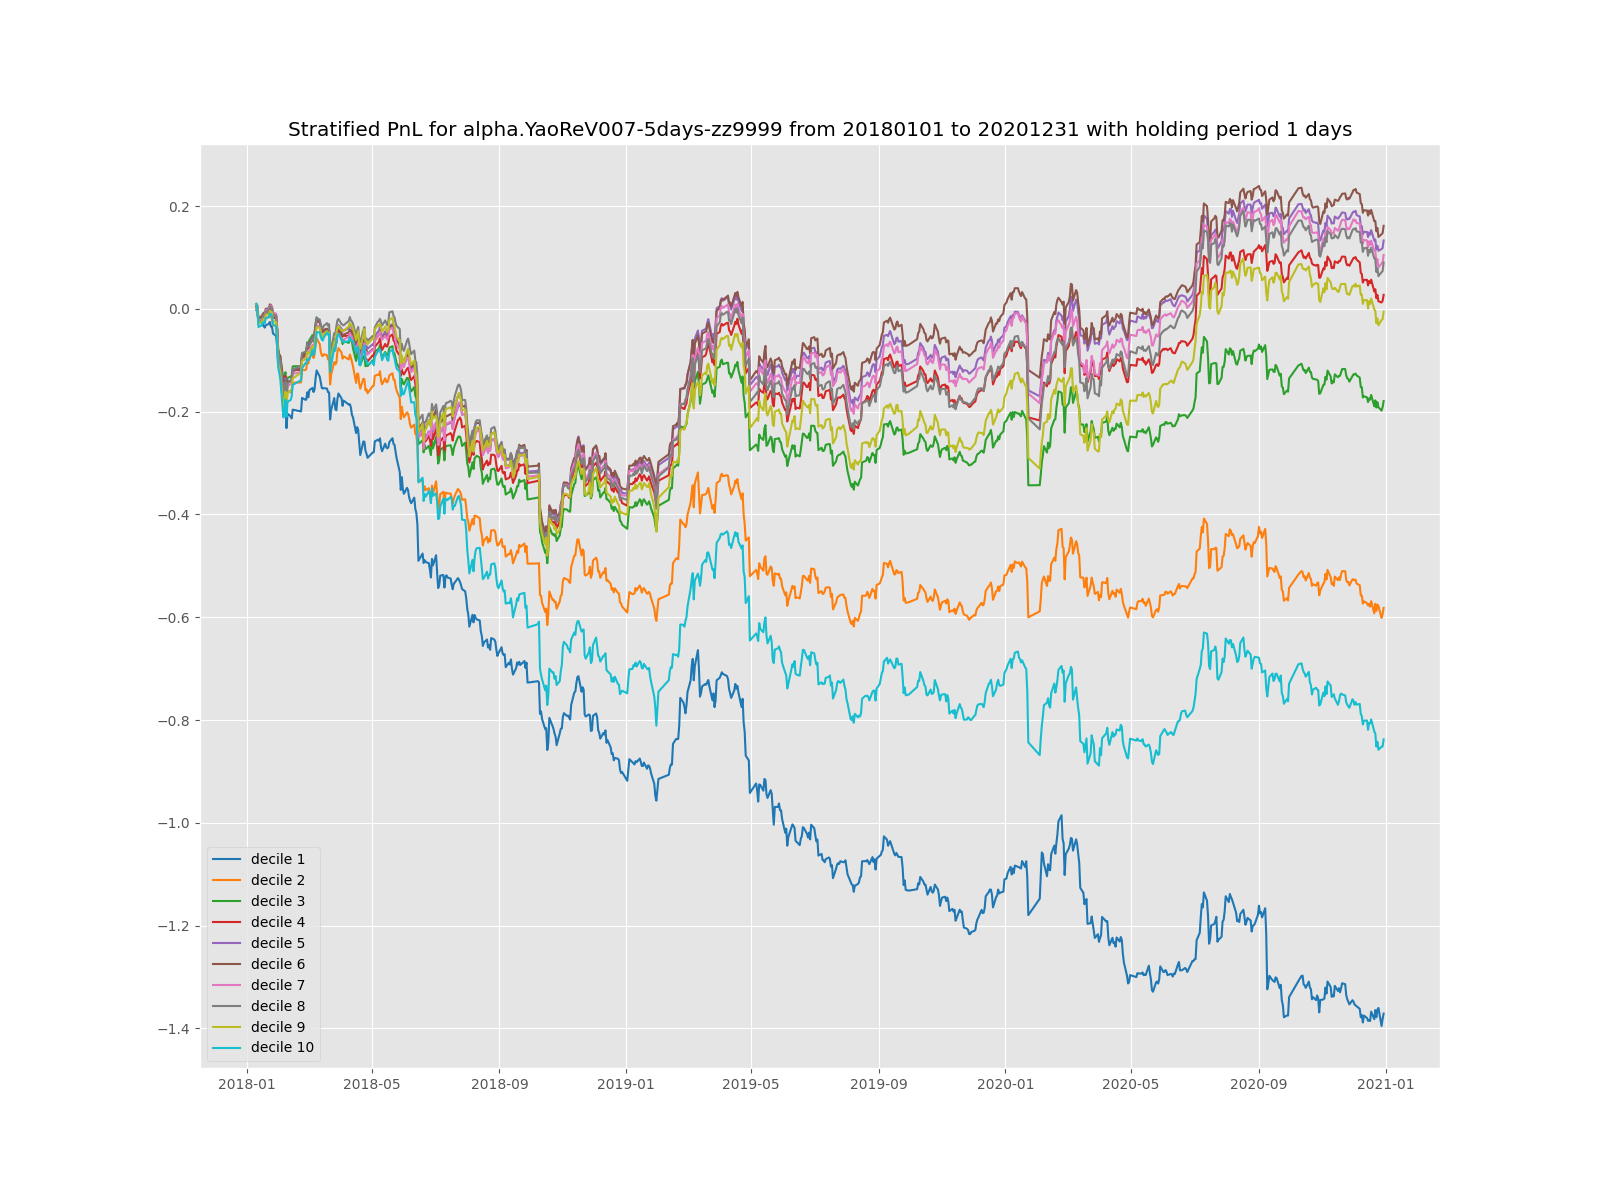 Stratified PnL for alpha.YaoReV007-5days-zz9999 from 20180101 to 20201231 with holding period 1 days
0.2
0.0
−0.2
−0.4
−0.6
−0.8
−1.0
−1.2
−1.4
decile 1
decile 2
decile 3
decile 4
decile 5
decile 6
decile 7
decile 8
decile 9
decile 10
2018-01 2018-05 2018-09 2019-01 2019-05 2019-09 2020-01 2020-05 2020-09 2021-01